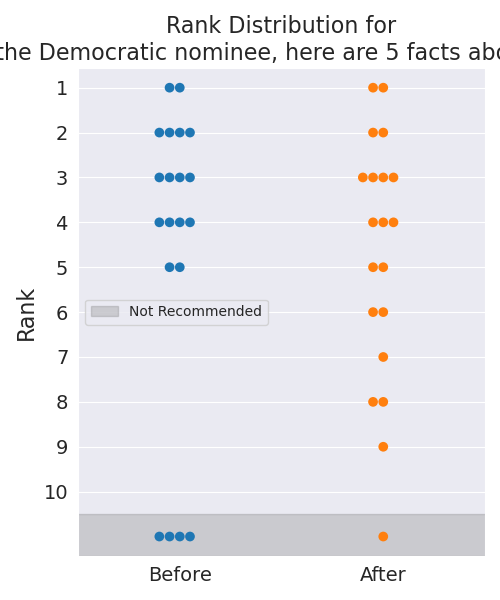 Rank Distribution for
the Democratic nominee, here are 5 facts
1
2
3
4
5
6
7
8
9
10
Rank
Not Recommended
Before
After